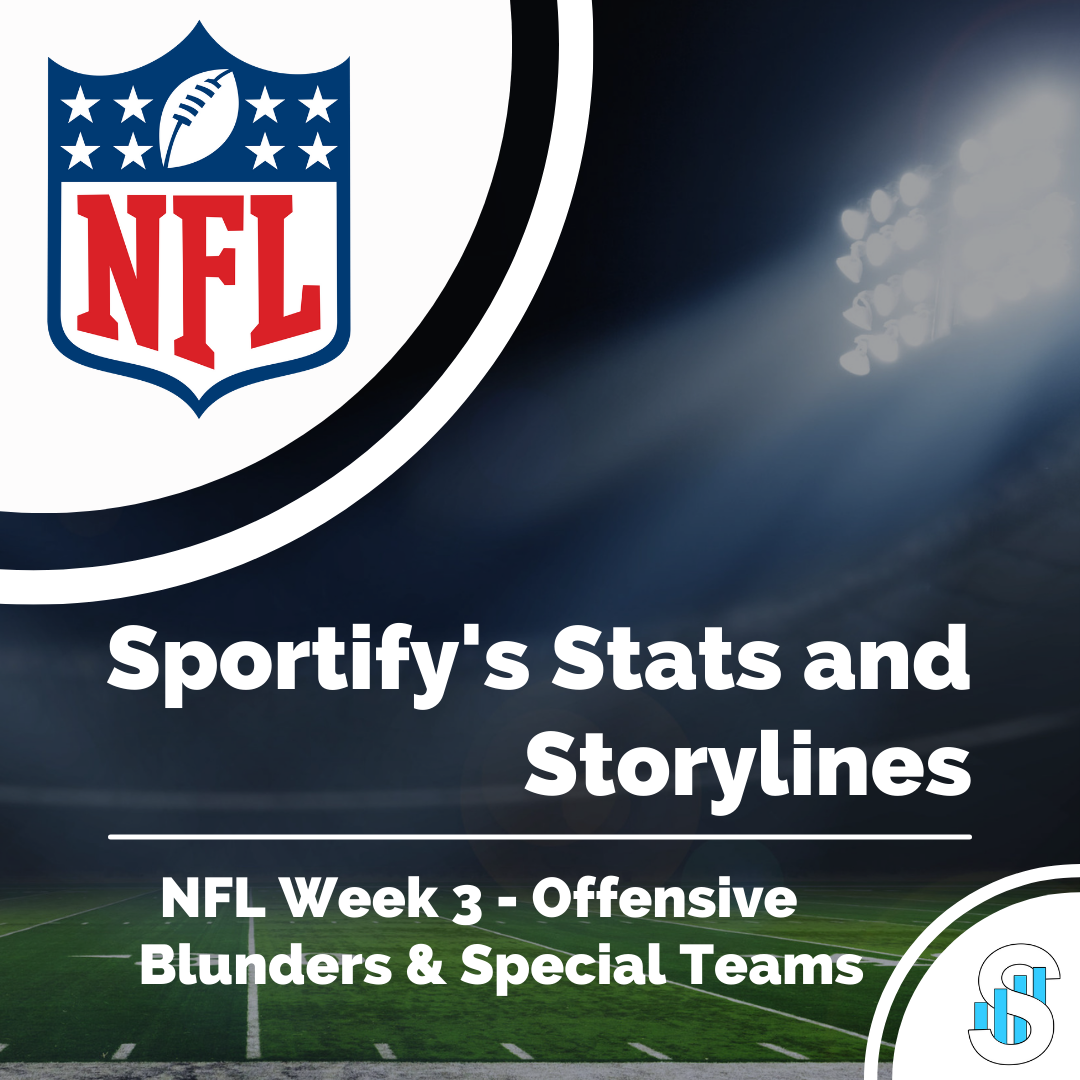 NFL
Sportify's Stats and
Storylines
NFL Week 3 - Offensive
Blunders & Special Teams
S